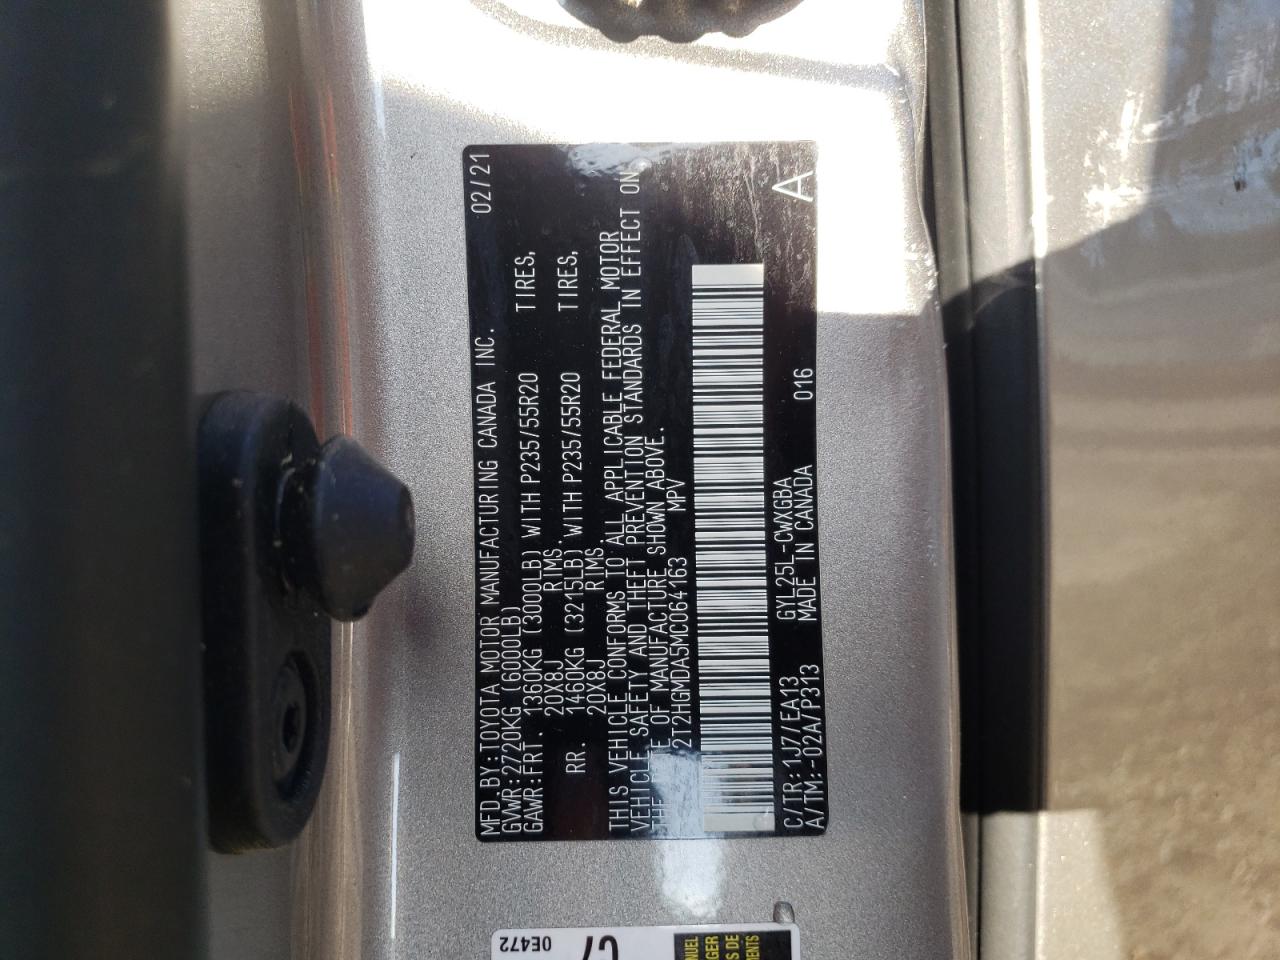 MFD.BY:TOYOTA MOTOR MANUFACTURING CANADA INC. 02/21
GVWR:2720KG (6000LB)
GAWR:FRT. 1360KG (3000LB) WITH P235/55R20 TIRES,
20X8J RIMS.
RR. 1460KG (3215LB) WITH P235/55R20 TIRES,
20X8J RIMS
THIS VEHICLE CONFORMS TO ALL APPLICABLE FEDERAL MOTOR
VEHICLE SAFETY AND THEFT PREVENTION STANDARDS IN EFFECT ON
THE DATE OF MANUFACTURE SHOWN ABOVE.
2T2HGMDA5MC064163 MPV
C/TR:1J7/EA13 GYL25L-CWXGBA
A/TM:-02A/P313 MADE IN CANADA 016 A
0E472